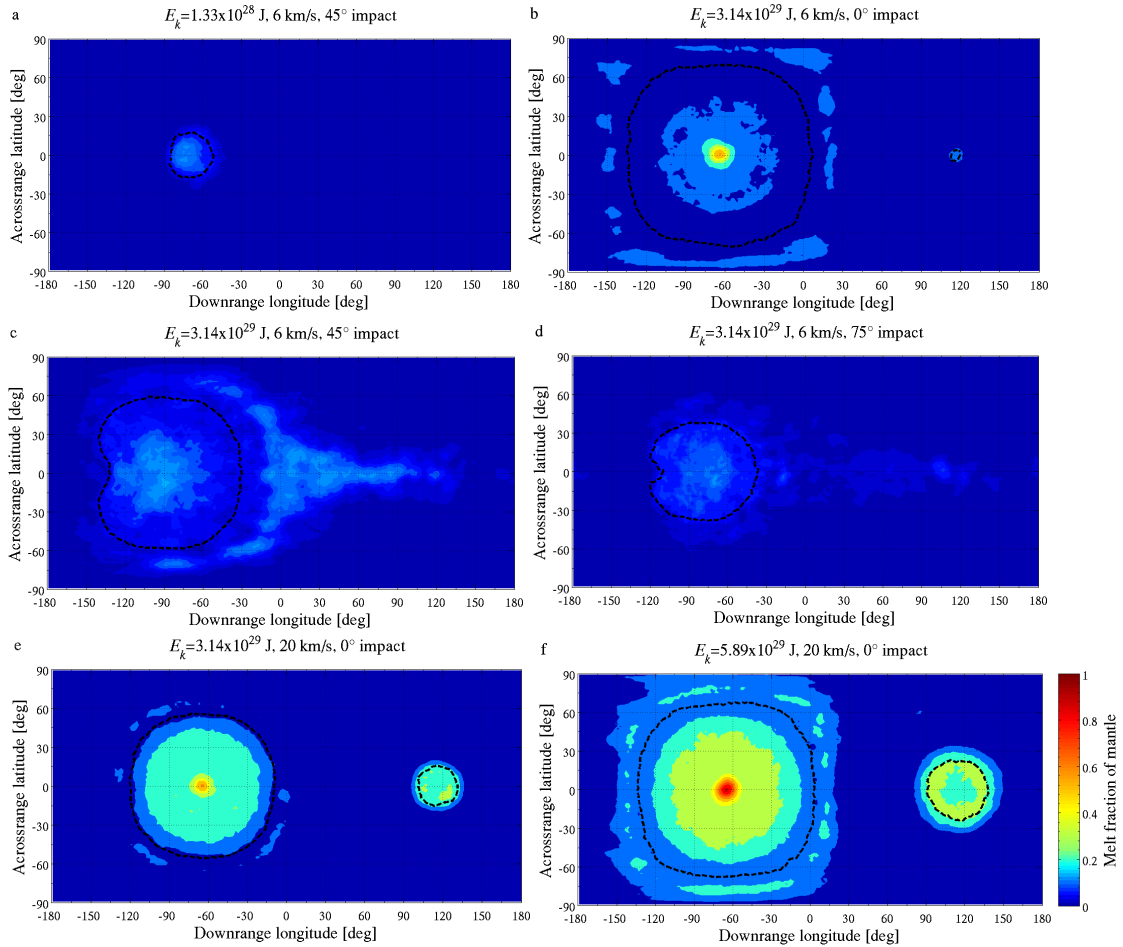 a E_k=1.33x10^28 J, 6 km/s, 45° impact
90
60
30
0
-30
-60
-90
Acrossrange latitude [deg]
-180 -150 -120 -90 -60 -30 0 30 60 90 120 150 180
Downrange longitude [deg]
b E_k=3.14x10^29 J, 6 km/s, 0° impact
90
60
30
0
-30
-60
-90
Acrossrange latitude [deg]
-180 -150 -120 -90 -60 -30 0 30 60 90 120 150 180
Downrange longitude [deg]
c E_k=3.14x10^29 J, 6 km/s, 45° impact
90
60
30
0
-30
-60
-90
Acrossrange latitude [deg]
-180 -150 -120 -90 -60 -30 0 30 60 90 120 150 180
Downrange longitude [deg]
d E_k=3.14x10^29 J, 6 km/s, 75° impact
90
60
30
0
-30
-60
-90
Acrossrange latitude [deg]
-180 -150 -120 -90 -60 -30 0 30 60 90 120 150 180
Downrange longitude [deg]
e E_k=3.14x10^29 J, 20 km/s, 0° impact
90
60
30
0
-30
-60
-90
Acrossrange latitude [deg]
-180 -150 -120 -90 -60 -30 0 30 60 90 120 150 180
Downrange longitude [deg]
f E_k=5.89x10^29 J, 20 km/s, 0° impact
90
60
30
0
-30
-60
-90
Acrossrange latitude [deg]
-180 -150 -120 -90 -60 -30 0 30 60 90 120 150 180
Downrange longitude [deg]
1
0.8
0.6
0.4
0.2
0
Melt fraction of mantle